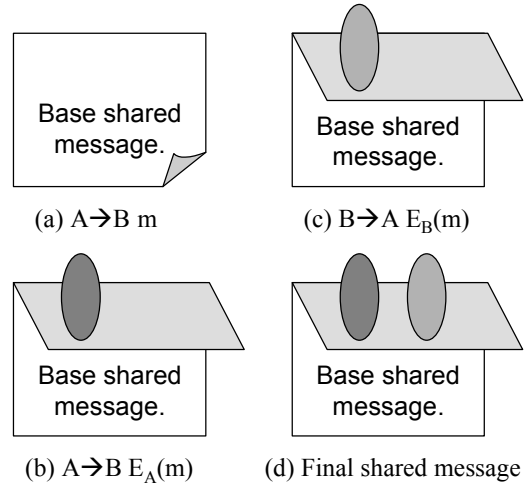 Base shared
message.
(a) A→B m
Base shared
message.
(c) B→A E_B(m)
Base shared
message.
(b) A→B E_A(m)
Base shared
message.
(d) Final shared message